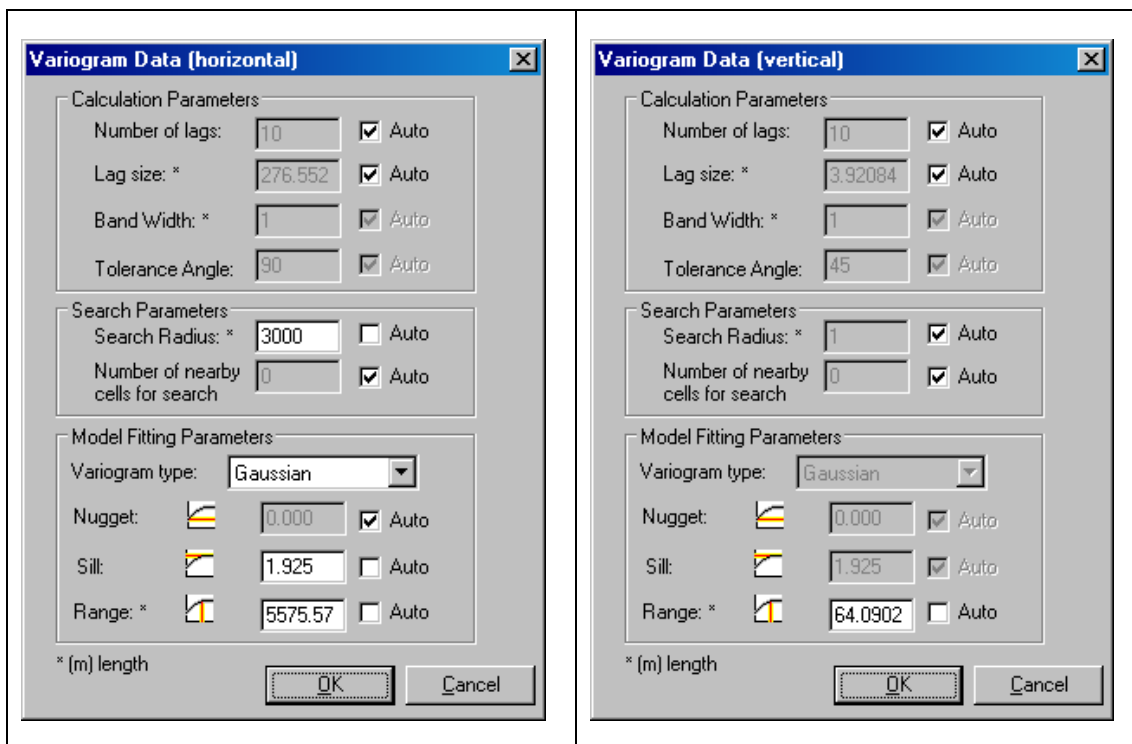 Variogram Data (horizontal)
Calculation Parameters
Number of lags: 10 Auto
Lag size: * 276.552 Auto
Band Width: * 1 Auto
Tolerance Angle: 90 Auto
Search Parameters
Search Radius: * 3000 Auto
Number of nearby
cells for search 0 Auto
Model Fitting Parameters
Variogram type: Gaussian
Nugget: 0.000 Auto
Sill: 1.925 Auto
Range: * 5575.57 Auto
* (m) length
OK Cancel
Variogram Data (vertical)
Calculation Parameters
Number of lags: 10 Auto
Lag size: * 3.92084 Auto
Band Width: * 1 Auto
Tolerance Angle: 45 Auto
Search Parameters
Search Radius: * 1 Auto
Number of nearby
cells for search 0 Auto
Model Fitting Parameters
Variogram type: Gaussian
Nugget: 0.000 Auto
Sill: 1.925 Auto
Range: * 64.0902 Auto
* (m) length
OK Cancel